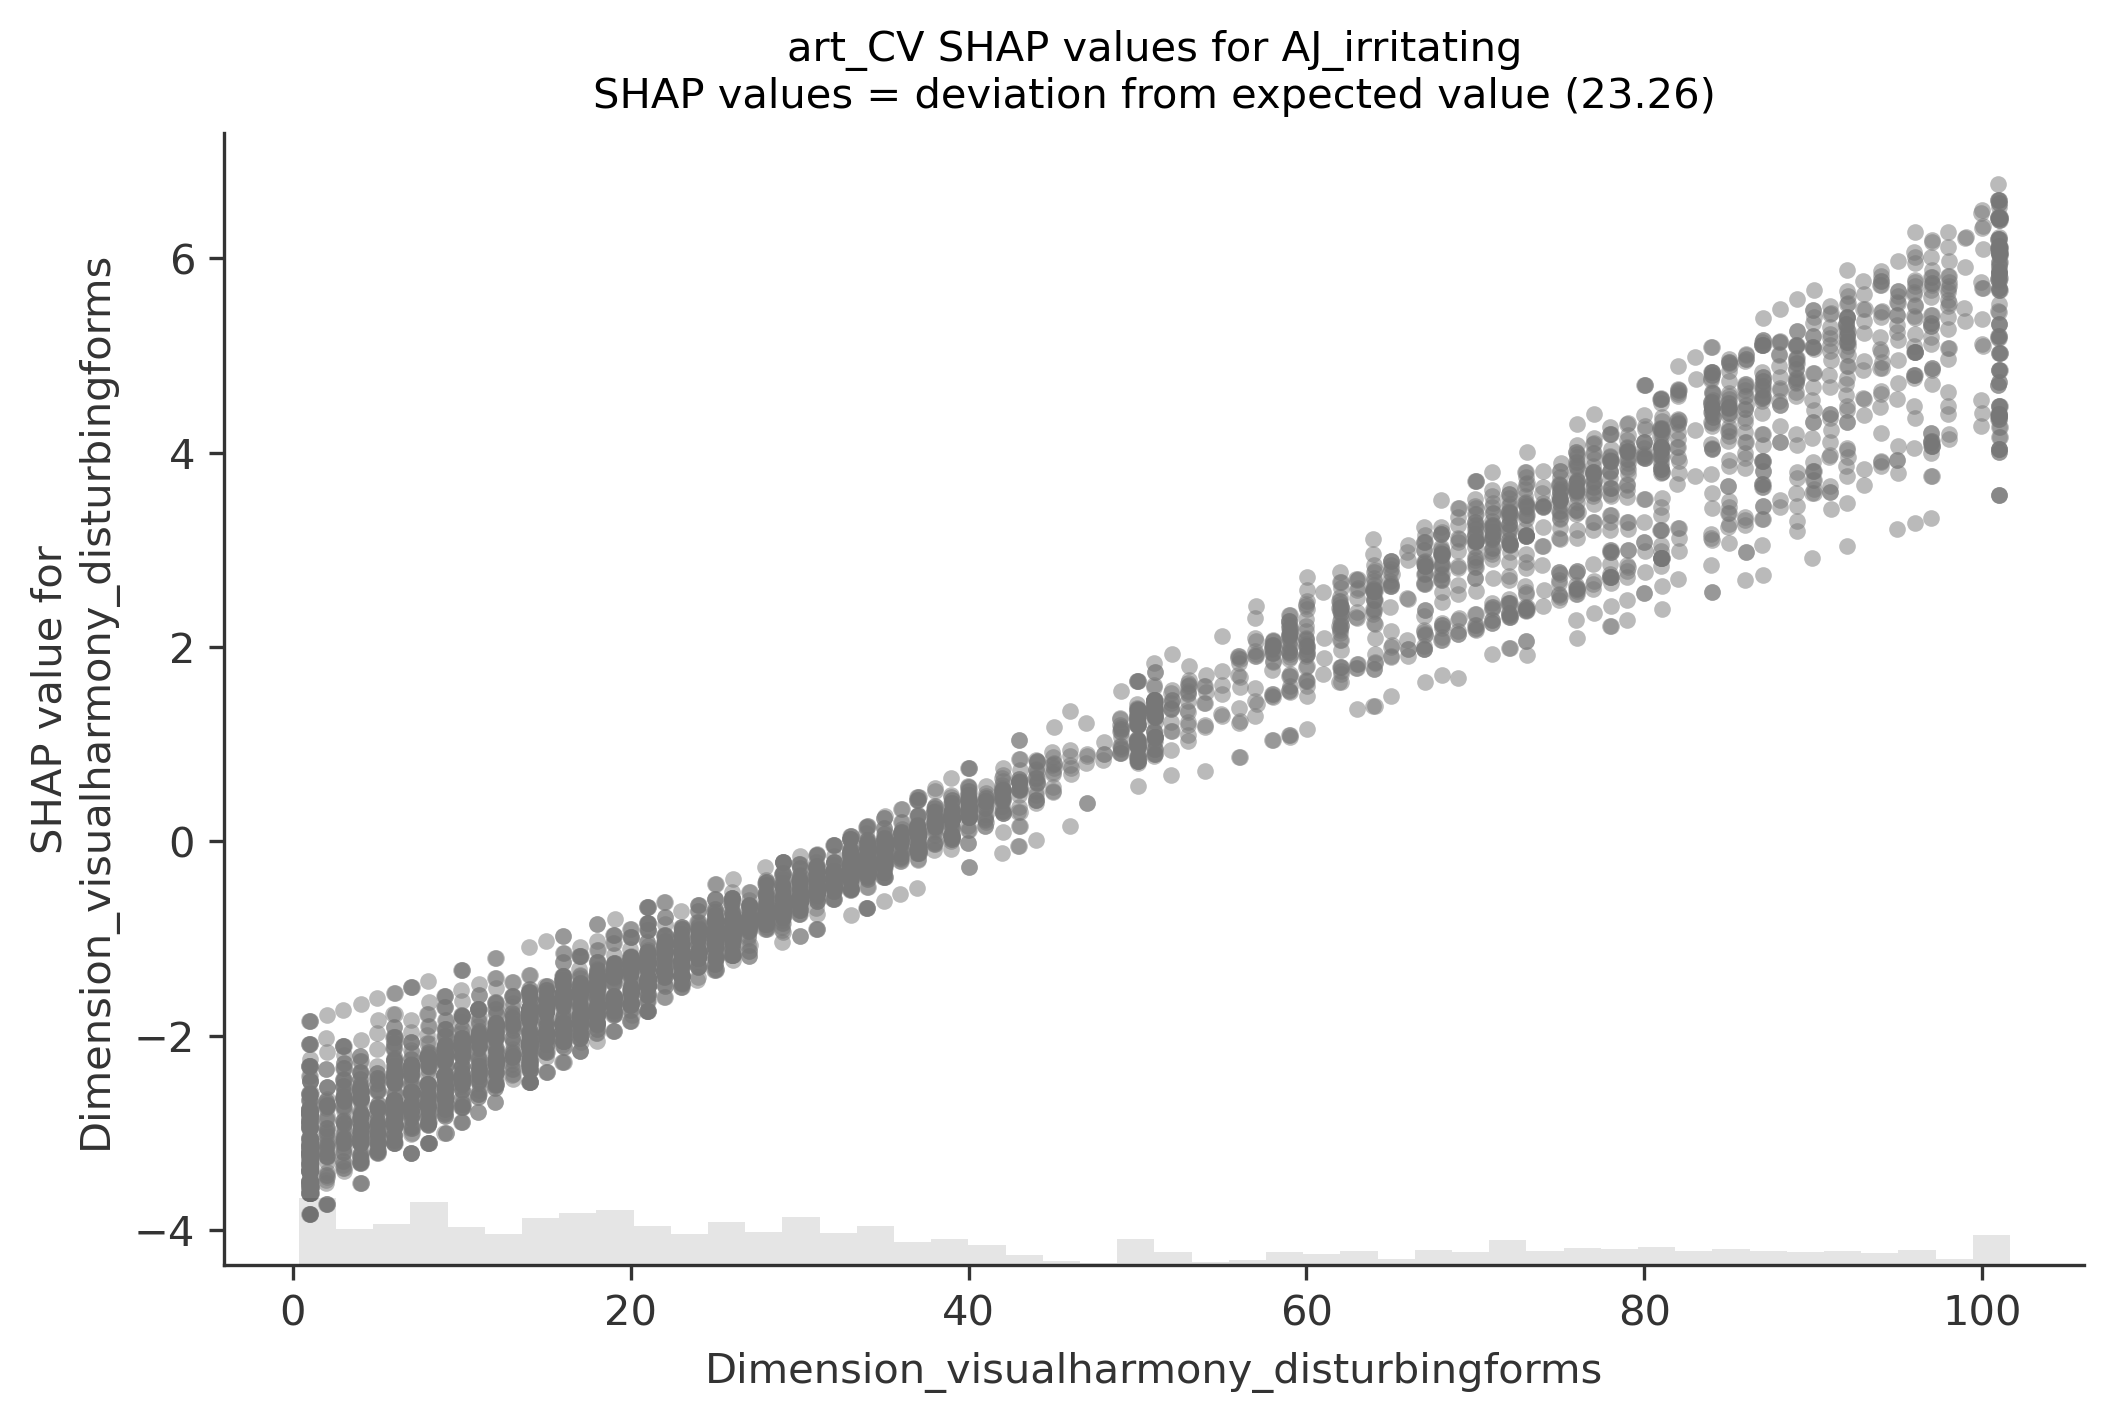 art_CV SHAP values for AJ_irritating
SHAP values = deviation from expected value (23.26)
SHAP value for
Dimension_visualharmony_disturbingforms
6
4
2
0
−2
−4
0
20
40
60
80
100
Dimension_visualharmony_disturbingforms